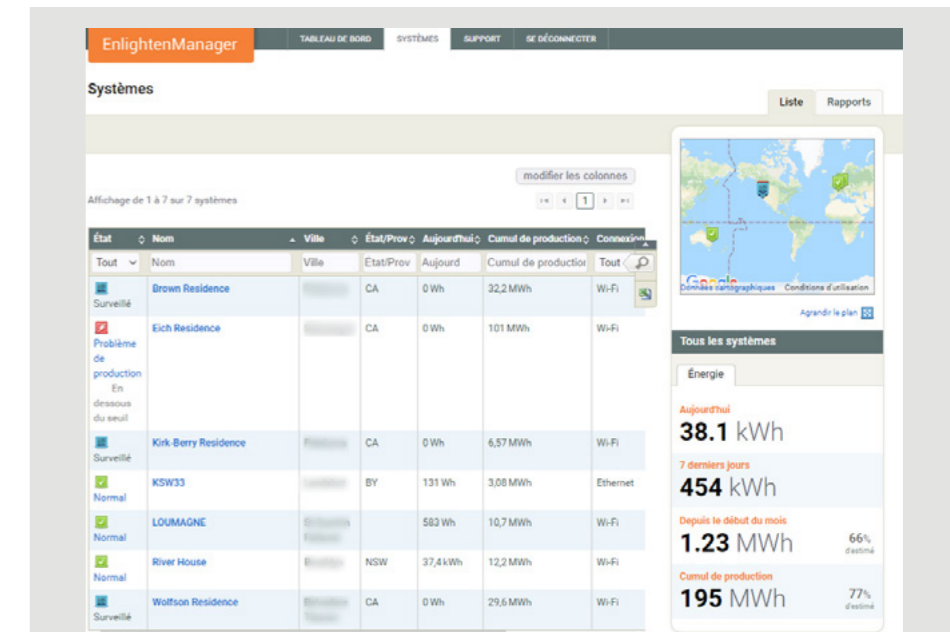 EnlightenManager
TABLEAU DE BORD SYSTÈMES SUPPORT SE DÉCONNECTER
Systèmes
Liste Rapports
modifier les colonnes
Affichage de 1 à 7 sur 7 systèmes
1
État Nom Ville État/Prov Aujourd'hui Cumul de production Connexion
Tout Nom Ville État/Prov Aujourd Cumul de production Tout
Surveillé Brown Residence CA 0 Wh 32,2 MWh Wi-Fi
Problème de production En dessous du seuil Eich Residence CA 0 Wh 101 MWh Wi-Fi
Surveillé Kirk-Berry Residence CA 0 Wh 6,57 MWh Wi-Fi
Normal KSW33 BY 131 Wh 3,08 MWh Ethernet
Normal LOUMAGNE 583 Wh 10,7 MWh Wi-Fi
Normal River House NSW 37,4 kWh 12,2 MWh Wi-Fi
Surveillé Wolfson Residence CA 0 Wh 29,6 MWh Wi-Fi
Google
Données cartographiques Conditions d'utilisation
Agrandir le plan
Tous les systèmes
Énergie
Aujourd'hui
38.1 kWh
7 derniers jours
454 kWh
Depuis le début du mois
1.23 MWh 66% d'estimé
Cumul de production
195 MWh 77% d'estimé